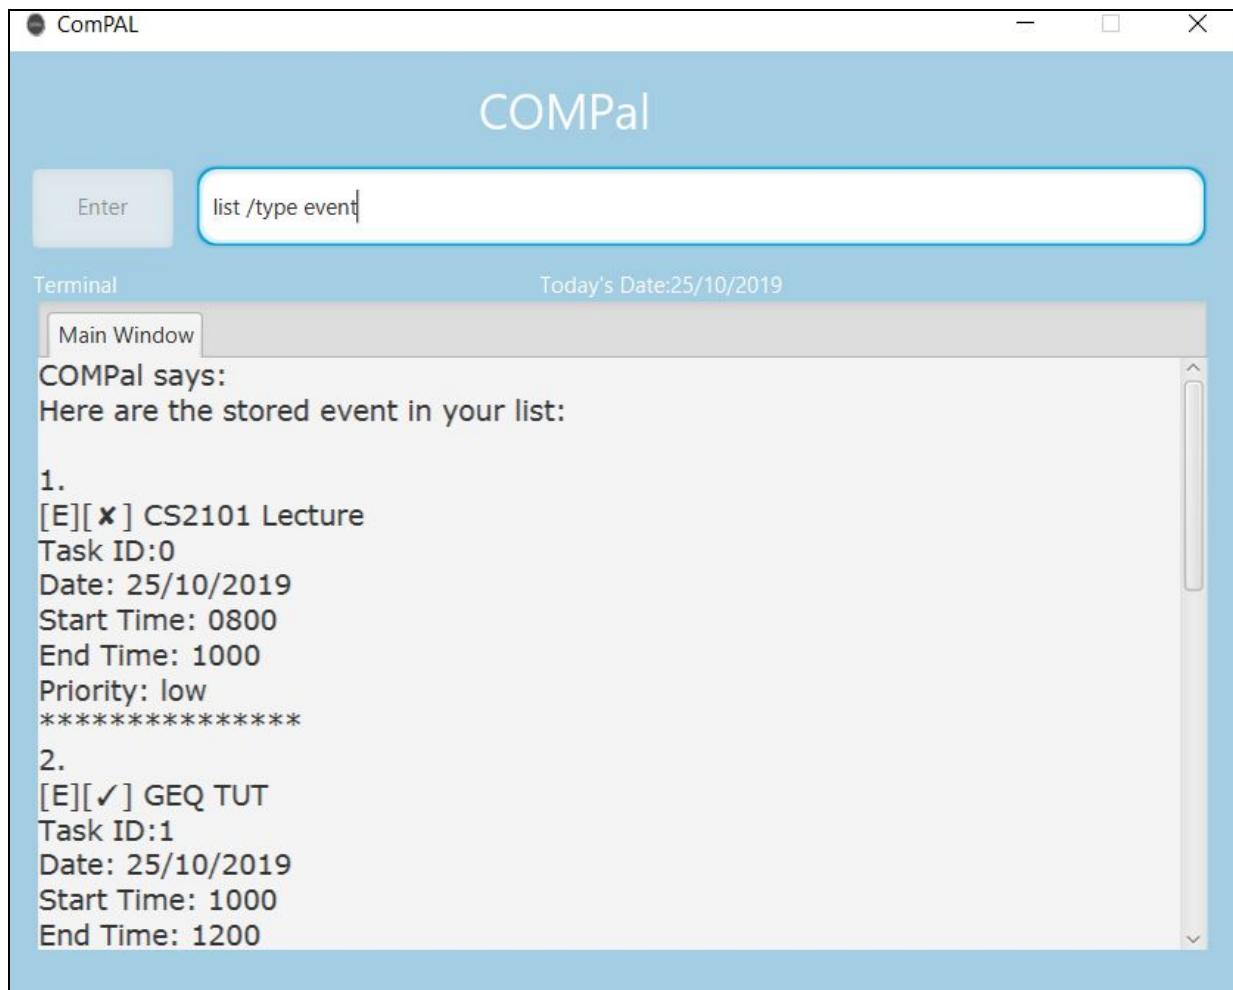 ComPAL
COMPal
Enter
list /type event
Terminal
Today's Date:25/10/2019
Main Window
COMPal says:
Here are the stored event in your list:
1.
[E][✘] CS2101 Lecture
Task ID:0
Date: 25/10/2019
Start Time: 0800
End Time: 1000
Priority: low
***************
2.
[E][✓] GEQ TUT
Task ID:1
Date: 25/10/2019
Start Time: 1000
End Time: 1200